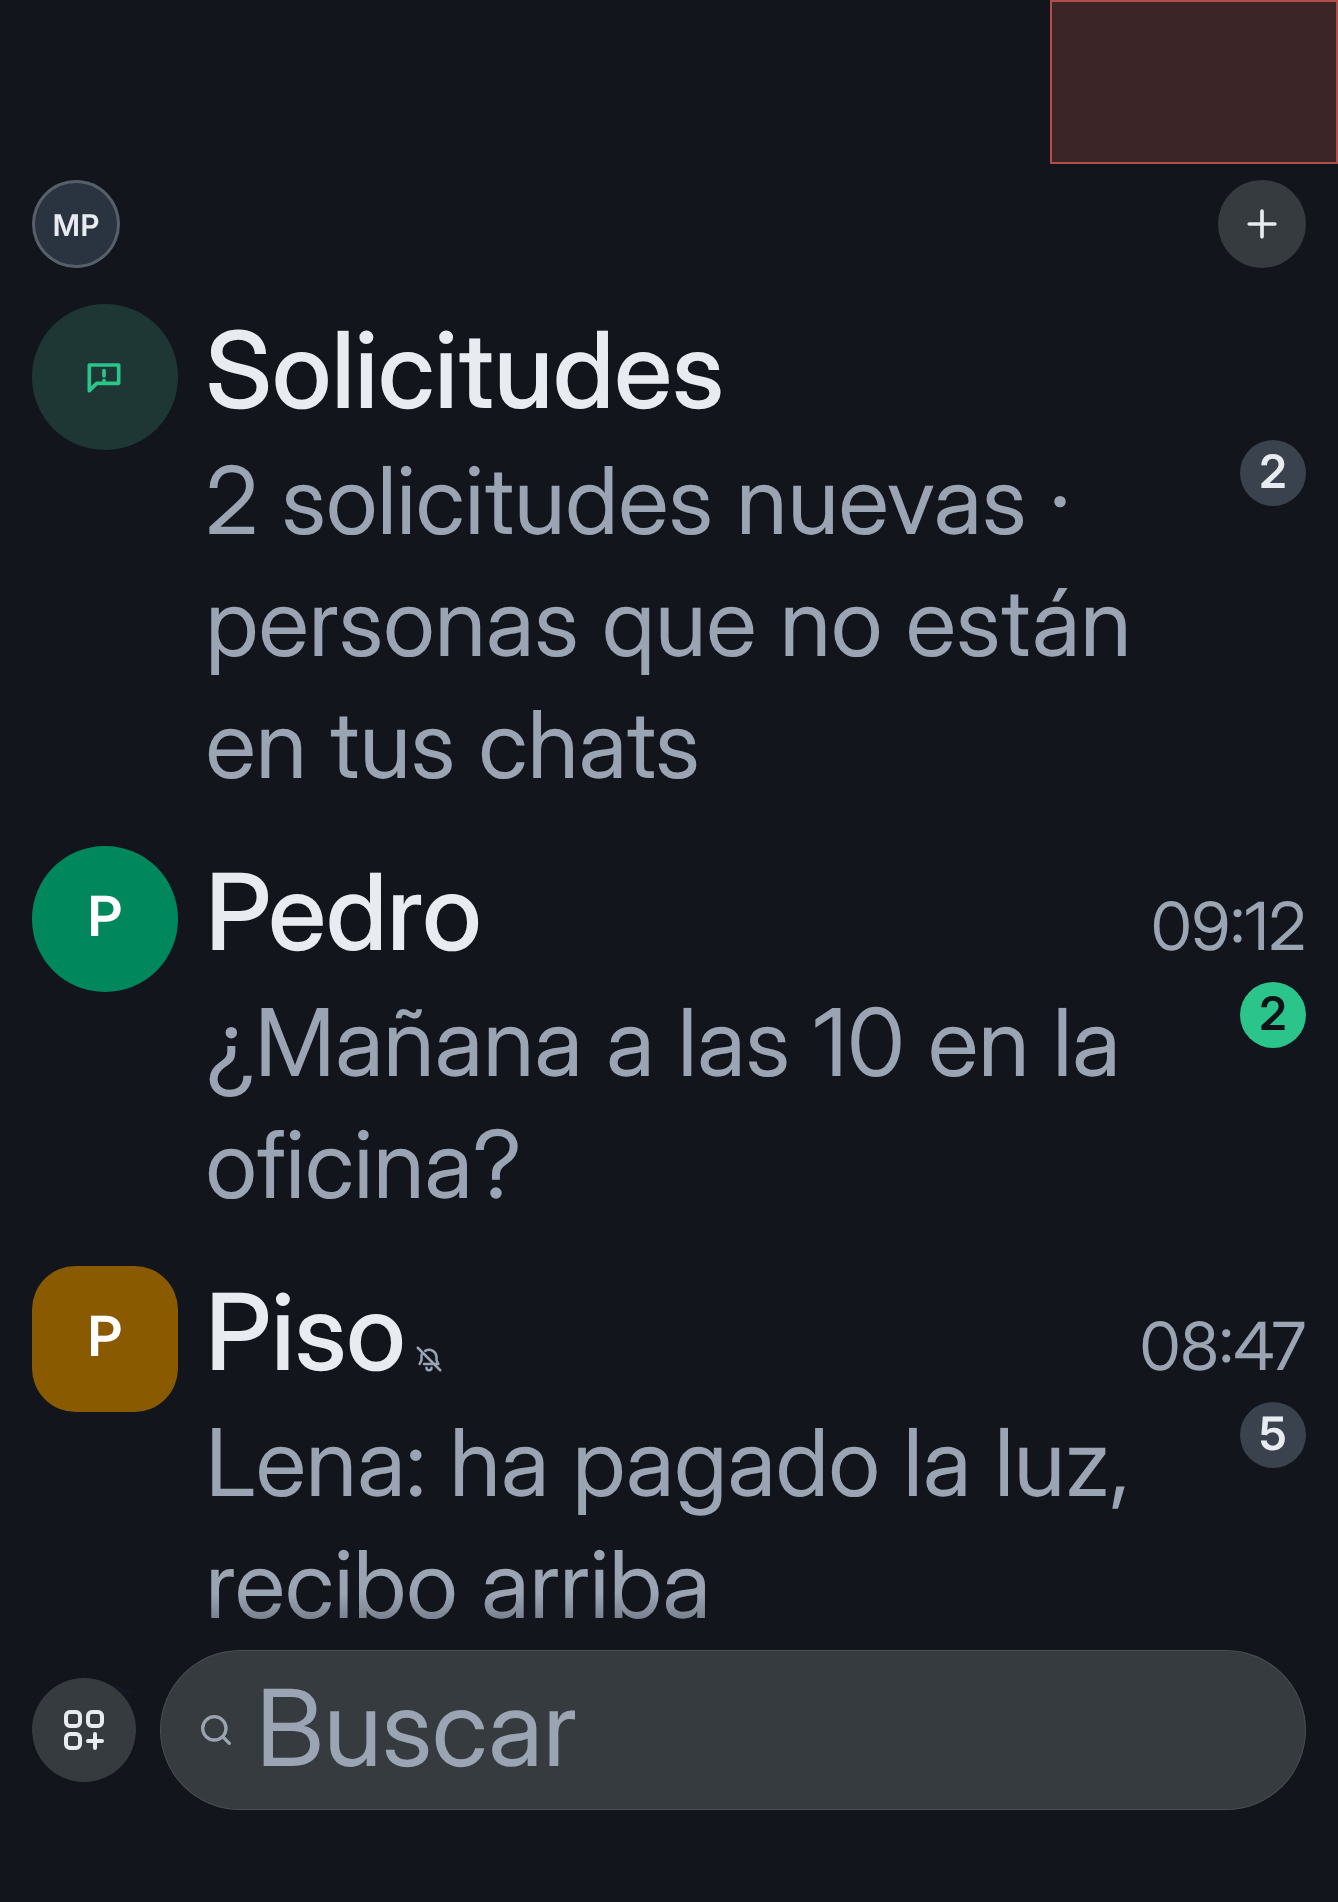 MP
Solicitudes
2 solicitudes nuevas ·
2
personas que no están
en tus chats
P
Pedro
09:12
¿Mañana a las 10 en la
2
oficina?
P
Piso
08:47
Lena: ha pagado la luz,
5
recibo arriba
Buscar